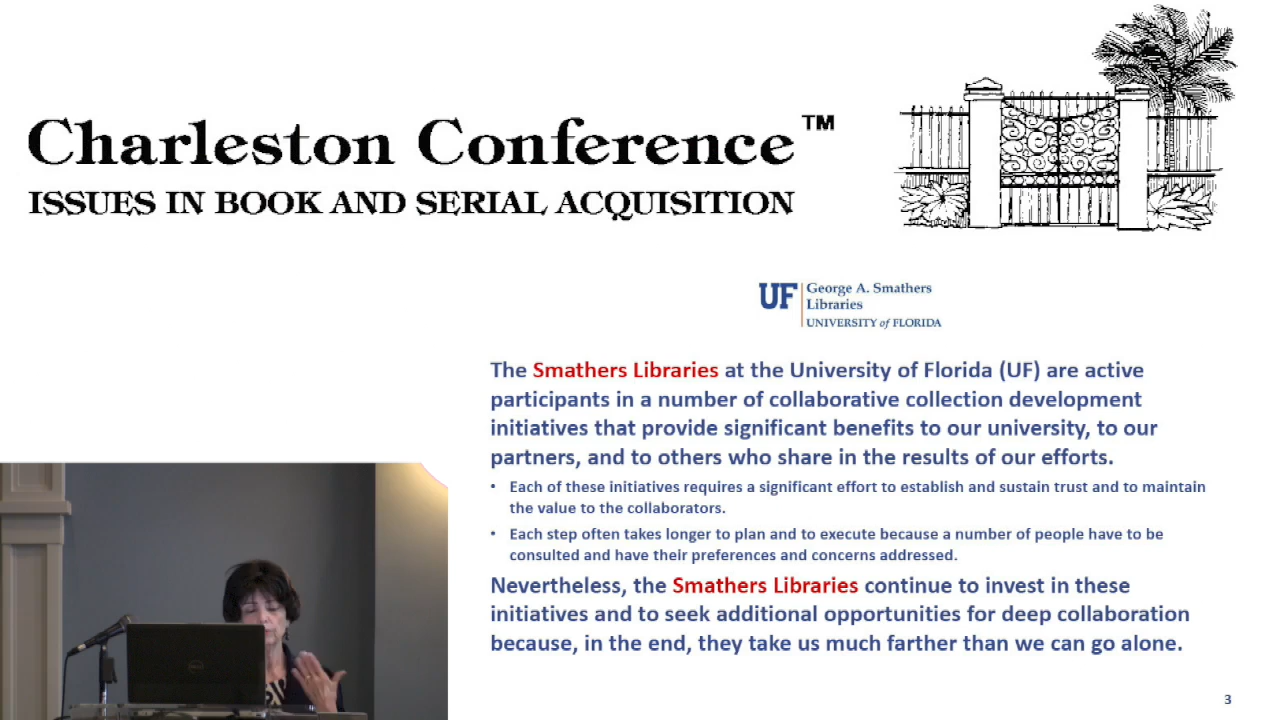 Charleston Conference™
ISSUES IN BOOK AND SERIAL ACQUISITION
UF
George A. Smathers
Libraries
UNIVERSITY of FLORIDA
The Smathers Libraries at the University of Florida (UF) are active
participants in a number of collaborative collection development
initiatives that provide significant benefits to our university, to our
partners, and to others who share in the results of our efforts.
• Each of these initiatives requires a significant effort to establish and sustain trust and to maintain
the value to the collaborators.
• Each step often takes longer to plan and to execute because a number of people have to be
consulted and have their preferences and concerns addressed.
Nevertheless, the Smathers Libraries continue to invest in these
initiatives and to seek additional opportunities for deep collaboration
because, in the end, they take us much farther than we can go alone.
3